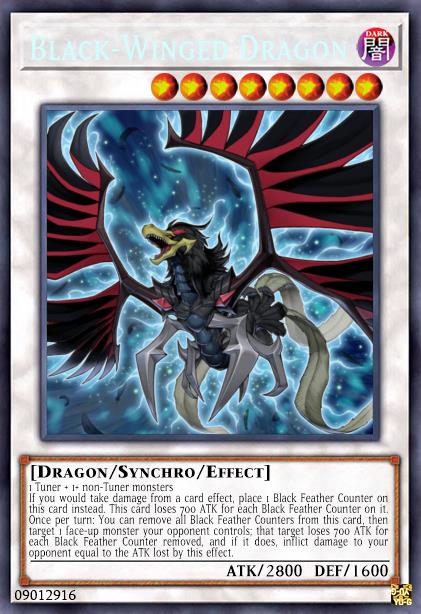 Black-Winged Dragon
DARK
闇
[Dragon/Synchro/Effect]
1 Tuner + 1+ non-Tuner monsters
If you would take damage from a card effect, place 1 Black Feather Counter on
this card instead. This card loses 700 ATK for each Black Feather Counter on it.
Once per turn: You can remove all Black Feather Counters from this card, then
target 1 face-up monster your opponent controls; that target loses 700 ATK for
each Black Feather Counter removed, and if it does, inflict damage to your
opponent equal to the ATK lost by this effect.
ATK/2800 DEF/1600
09012916